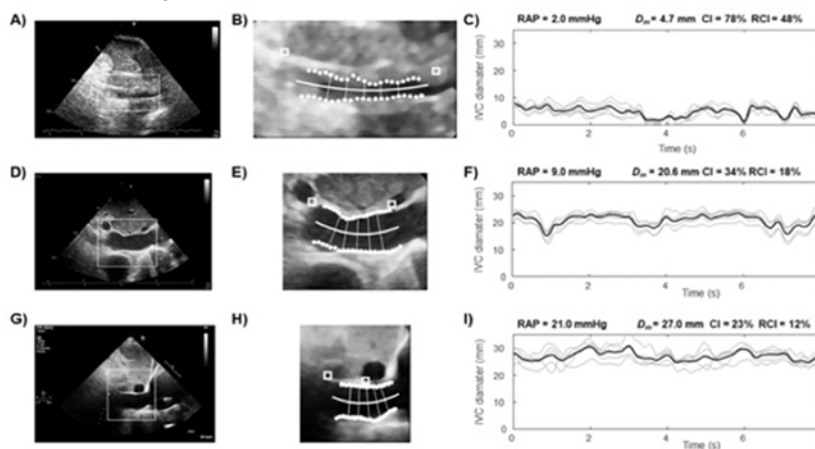 A)
B)
C)
RAP = 2.0 mmHg Dm = 4.7 mm CI = 78% RCI = 48%
IVC diamater (mm)
30
20
10
0
0 2 4 6
Time (s)
D)
E)
F)
RAP = 9.0 mmHg Dm = 20.6 mm CI = 34% RCI = 18%
IVC diamater (mm)
30
20
10
0
0 2 4 6
Time (s)
G)
H)
I)
RAP = 21.0 mmHg Dm = 27.0 mm CI = 23% RCI = 12%
IVC diamater (mm)
30
20
10
0
0 2 4 6
Time (s)